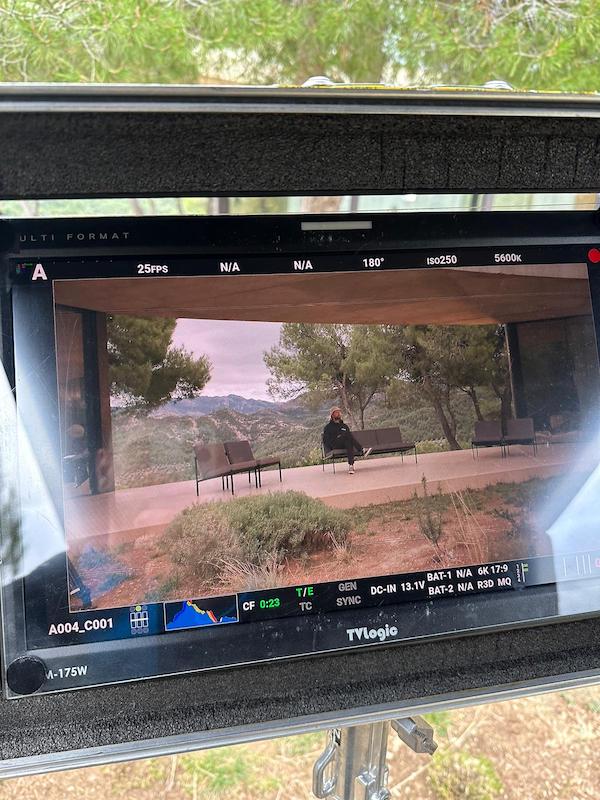 ULTI FORMAT
A 25FPS N/A N/A 180° ISO250 5600K
A004_C001 CF 0:23 T/E TC GEN SYNC DC-IN 13.1V BAT-1 N/A 6K 17:9
BAT-2 N/A R3D MQ
TVLogic
M-175W